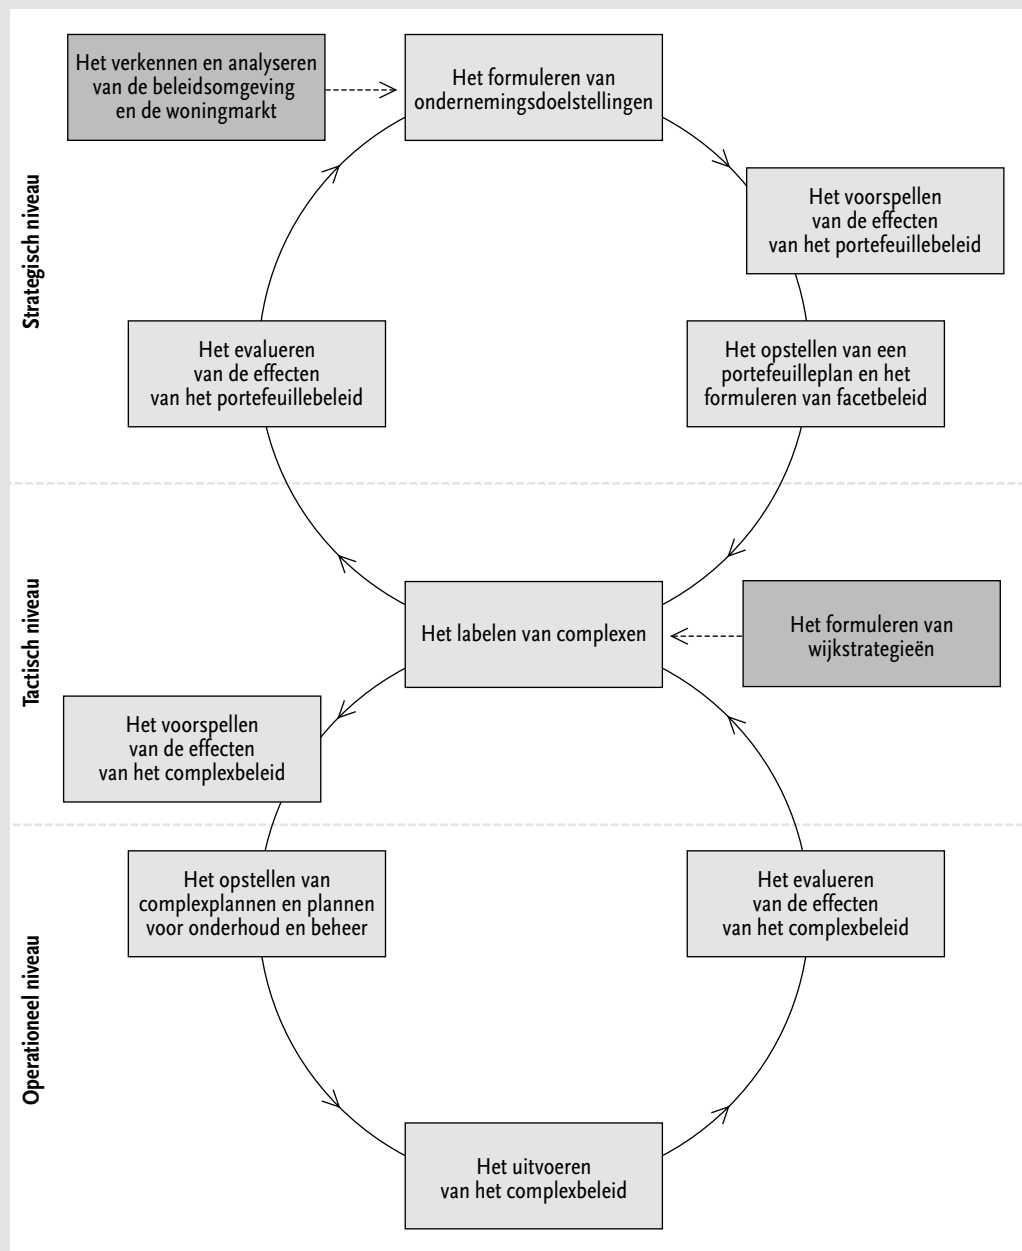 Het verkennen en analyseren
van de beleidsomgeving
en de woningmarkt
Het formuleren van
ondernemingsdoelstellingen
Het voorspellen
van de effecten
van het portefeuillebeleid
Strategisch niveau
Het evalueren
van de effecten
van het portefeuillebeleid
Het opstellen van een
portefeuilleplan en het
formuleren van facetbeleid
Tactisch niveau
Het labelen van complexen
Het formuleren van
wijkstrategieën
Het voorspellen
van de effecten
van het complexbeleid
Operationeel niveau
Het opstellen van
complexplannen en plannen
voor onderhoud en beheer
Het evalueren
van de effecten
van het complexbeleid
Het uitvoeren
van het complexbeleid